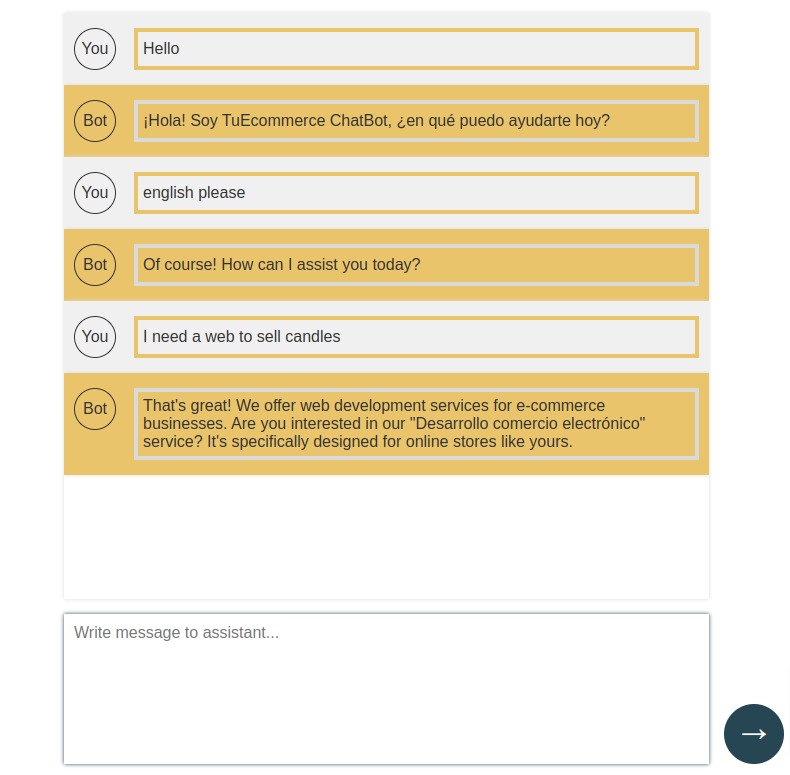 You
Hello
Bot
¡Hola! Soy TuEcommerce ChatBot, ¿en qué puedo ayudarte hoy?
You
english please
Bot
Of course! How can I assist you today?
You
I need a web to sell candles
Bot
That's great! We offer web development services for e-commerce
businesses. Are you interested in our "Desarrollo comercio electrónico"
service? It's specifically designed for online stores like yours.
Write message to assistant...
→